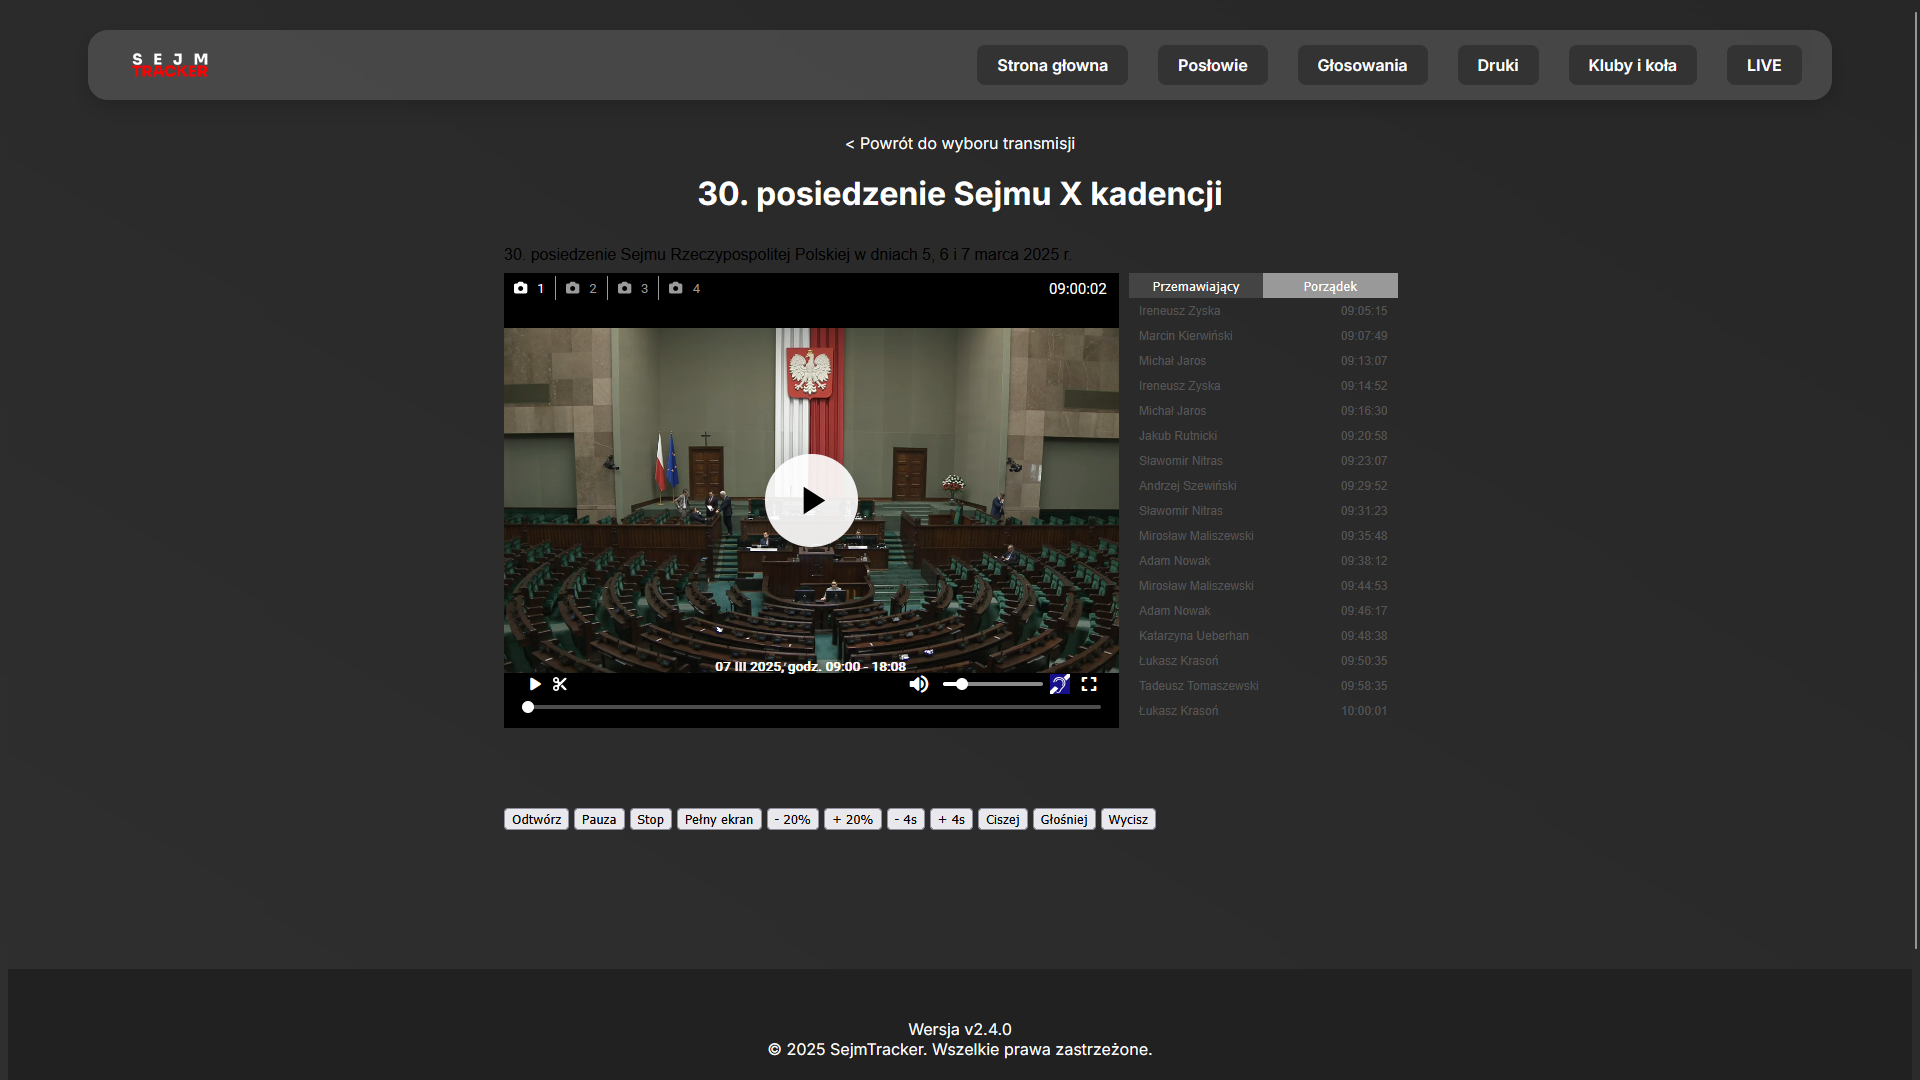 SEJM
TRACKER
Strona głowna
Posłowie
Głosowania
Druki
Kluby i koła
LIVE
< Powrót do wyboru transmisji
30. posiedzenie Sejmu X kadencji
30. posiedzenie Sejmu Rzeczypospolitej Polskiej w dniach 5, 6 i 7 marca 2025 r.
1 2 3 4 09:00:02
07 III 2025, godz. 09:00 - 18:08
Przemawiający Porządek
Ireneusz Zyska 09:05:15
Marcin Kierwiński 09:07:49
Michał Jaros 09:13:07
Ireneusz Zyska 09:14:52
Michał Jaros 09:16:30
Jakub Rutnicki 09:20:58
Sławomir Nitras 09:23:07
Andrzej Szewiński 09:29:52
Sławomir Nitras 09:31:23
Mirosław Maliszewski 09:35:48
Adam Nowak 09:38:12
Mirosław Maliszewski 09:44:53
Adam Nowak 09:46:17
Katarzyna Ueberhan 09:48:38
Łukasz Krasoń 09:50:35
Tadeusz Tomaszewski 09:58:35
Łukasz Krasoń 10:00:01
Odtwórz Pauza Stop Pełny ekran - 20% + 20% - 4s + 4s Ciszej Głośniej Wycisz
Wersja v2.4.0
© 2025 SejmTracker. Wszelkie prawa zastrzeżone.